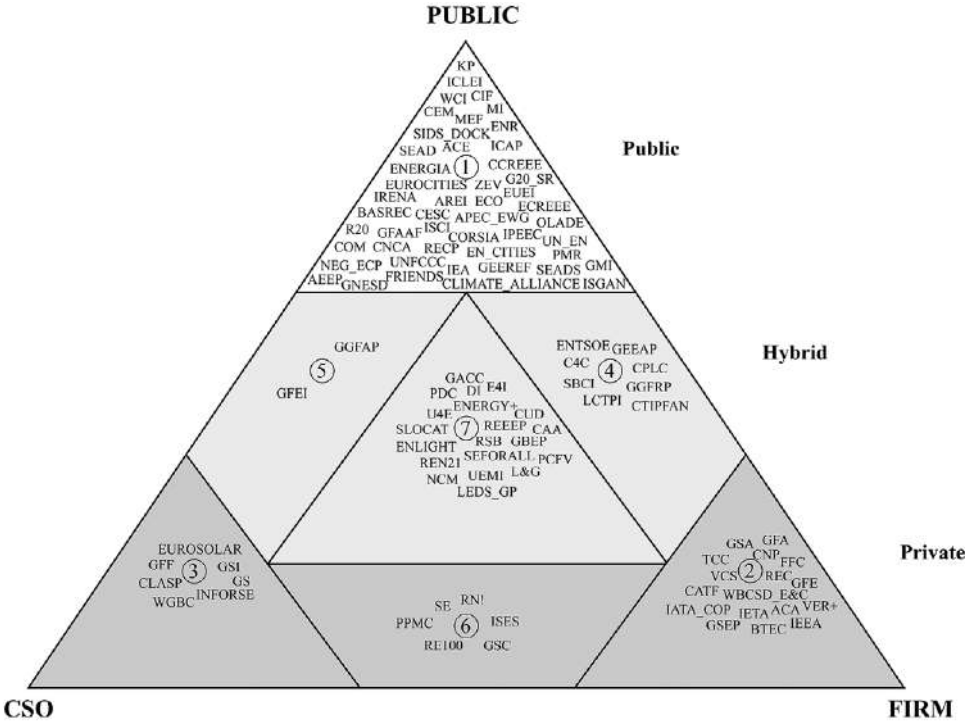 PUBLIC
KP
ICLEI
WCI CIF
CEM MEF MI
SIDS_DOCK ENR
SEAD ACE ICAP
ENERGIA 1 CCREEE
EUROCITIES ZEV G20_SR
IRENA AREI ECO EUEI
BASREC CESC APEC_EWG ECREEE
R20 GFAAF ISCI CORSIA IPEEC OLADE
COM CNCA RECP EN_CITIES UN_EN
NEG_ECP UNFCCC IEA GEEREF SEADS PMR GMI
AEEP GNESD FRIENDS CLIMATE_ALLIANCE ISGAN
Public
GGFAP
5
GFEI
ENTSOE GEEAP
C4C 4 CPLC
SBCI GGFRP
LCTPI CTIPFAN
Hybrid
GACC
PDC DI E4I
ENERGY+
U4E CUD
SLOCAT 7 REEEP CAA
ENLIGHT RSB GBEP
REN21 SEFORALL PCFV
NCM UEMI L&G
LEDS_GP
EUROSOLAR
GFF 3 GSI
CLASP GS
WGBC INFORSE
SE RN!
PPMC 6 ISES
RE100 GSC
GSA GFA
TCC CNP FFC
VCS 2 REC GFE
CATF WBCSD_E&C
IATA_COP IETA ACA VER+
GSEP BTEC IEEA
Private
CSO
FIRM